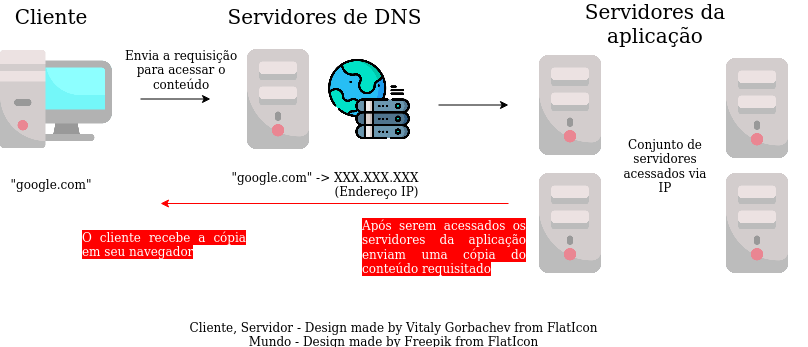 Cliente
Servidores de DNS
Servidores da
aplicação
Envia a requisição
para acessar o
conteúdo
Conjunto de
servidores
acessados via
IP
"google.com"
"google.com" -> XXX.XXX.XXX
(Endereço IP)
O cliente recebe a cópia
em seu navegador
Após serem acessados os
servidores da aplicação
enviam uma cópia do
conteúdo requisitado
Cliente, Servidor - Design made by Vitaly Gorbachev from FlatIcon
Mundo - Design made by Freepik from FlatIcon